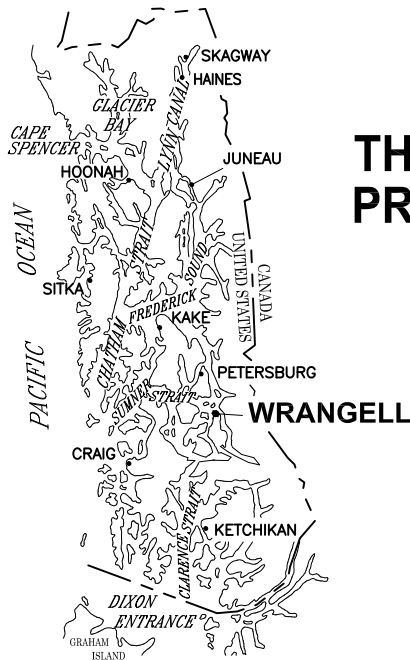 SKAGWAY
HAINES
GLACIER
BAY
LYNN CANAL
CAPE
SPENCER
TH
PR
JUNEAU
HOONAH
OCEAN
STRAIT
SOUND
UNITED STATES
CANADA
SITKA
FREDERICK
KAKE
CHATHAM
PACIFIC
PETERSBURG
SUMNER
STRAIT
WRANGELL
CRAIG
CLARENCE STRAIT
KETCHIKAN
DIXON
ENTRANCE
GRAHAM
ISLAND